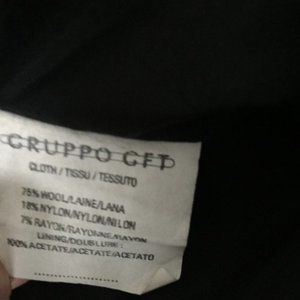 GRUPPO GFT
CLOTH / TISSU / TESSUTO
75% WOOL/LAINE/LANA
18% NYLON/NYLON/NILON
7% RAYON/RAYONNE/RAYON
LINING/DOUBLURE:
100% ACETATE/ACETATE/ACETATO